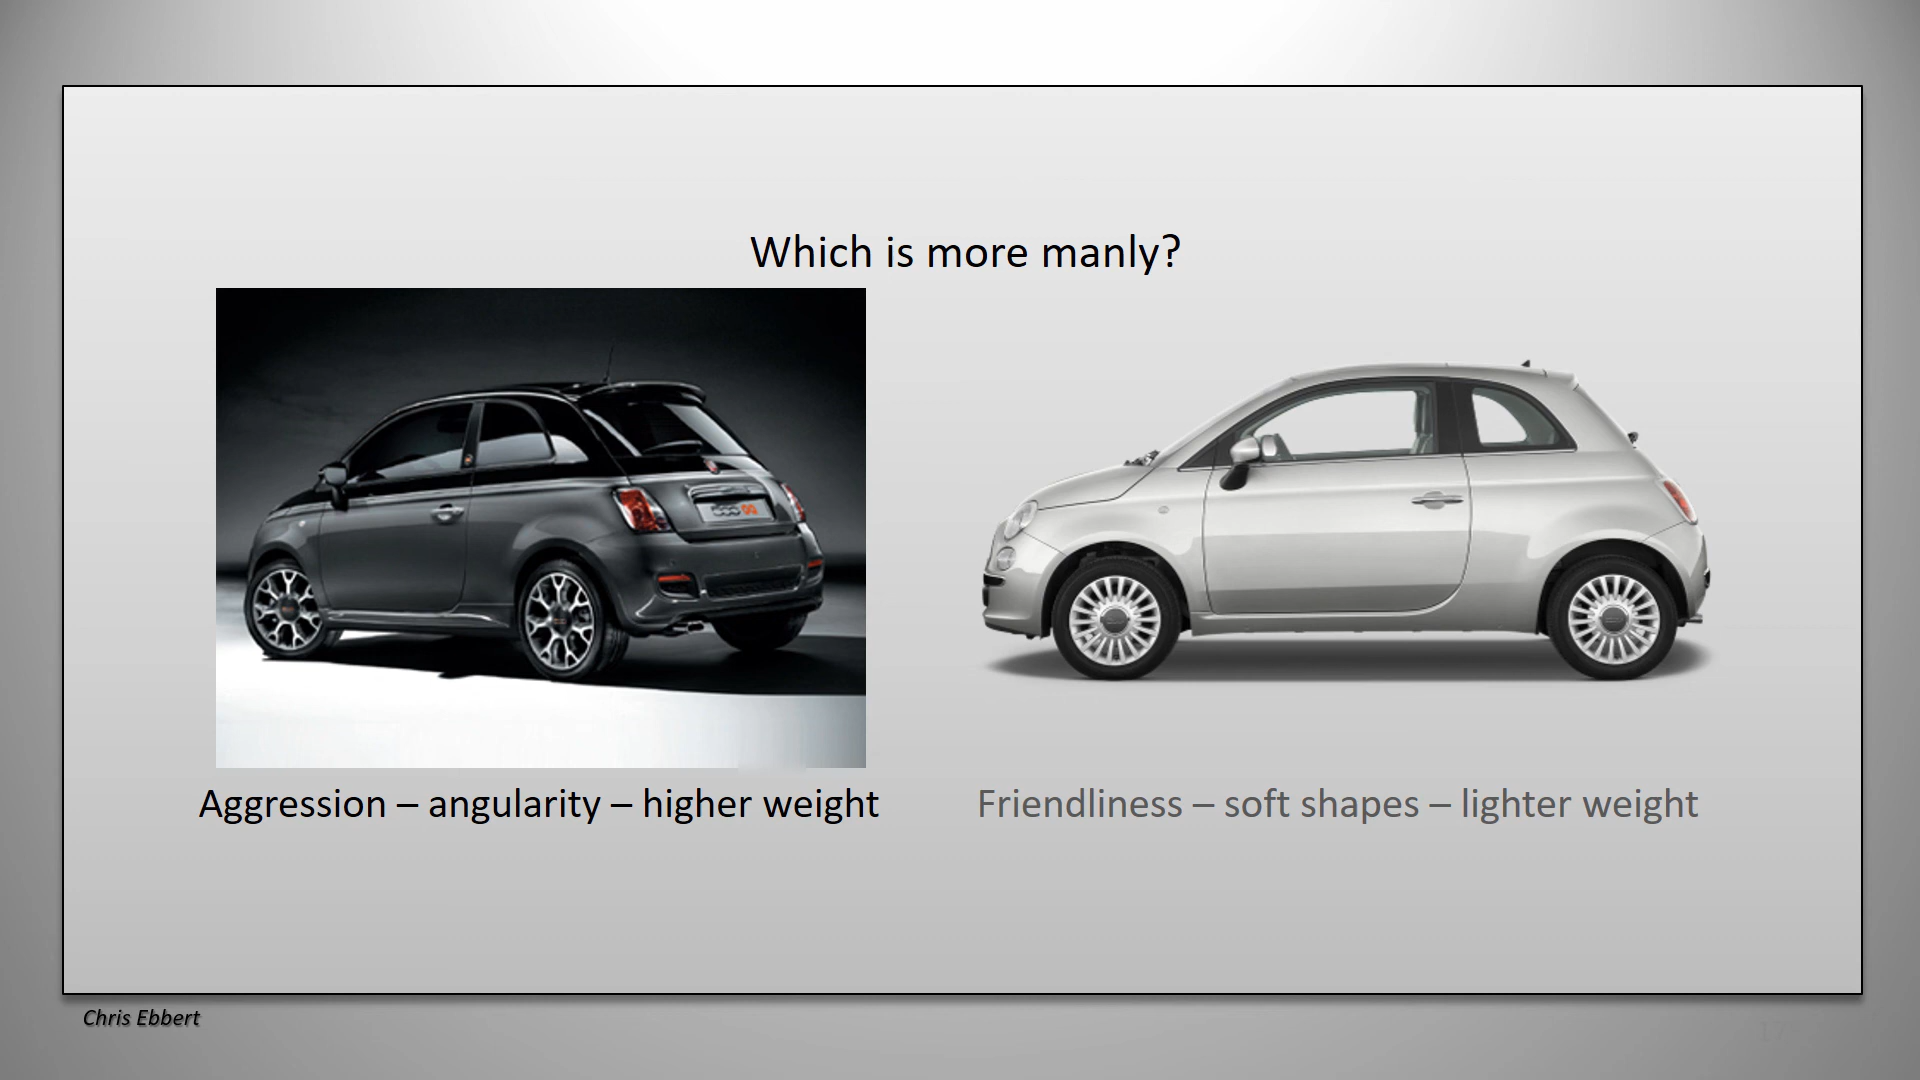 Which is more manly?
Aggression – angularity – higher weight
Friendliness – soft shapes – lighter weight
Chris Ebbert